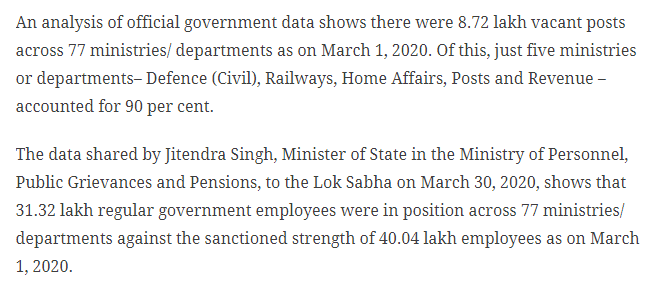 An analysis of official government data shows there were 8.72 lakh vacant posts
across 77 ministries/ departments as on March 1, 2020. Of this, just five ministries
or departments– Defence (Civil), Railways, Home Affairs, Posts and Revenue –
accounted for 90 per cent.
The data shared by Jitendra Singh, Minister of State in the Ministry of Personnel,
Public Grievances and Pensions, to the Lok Sabha on March 30, 2020, shows that
31.32 lakh regular government employees were in position across 77 ministries/
departments against the sanctioned strength of 40.04 lakh employees as on March
1, 2020.